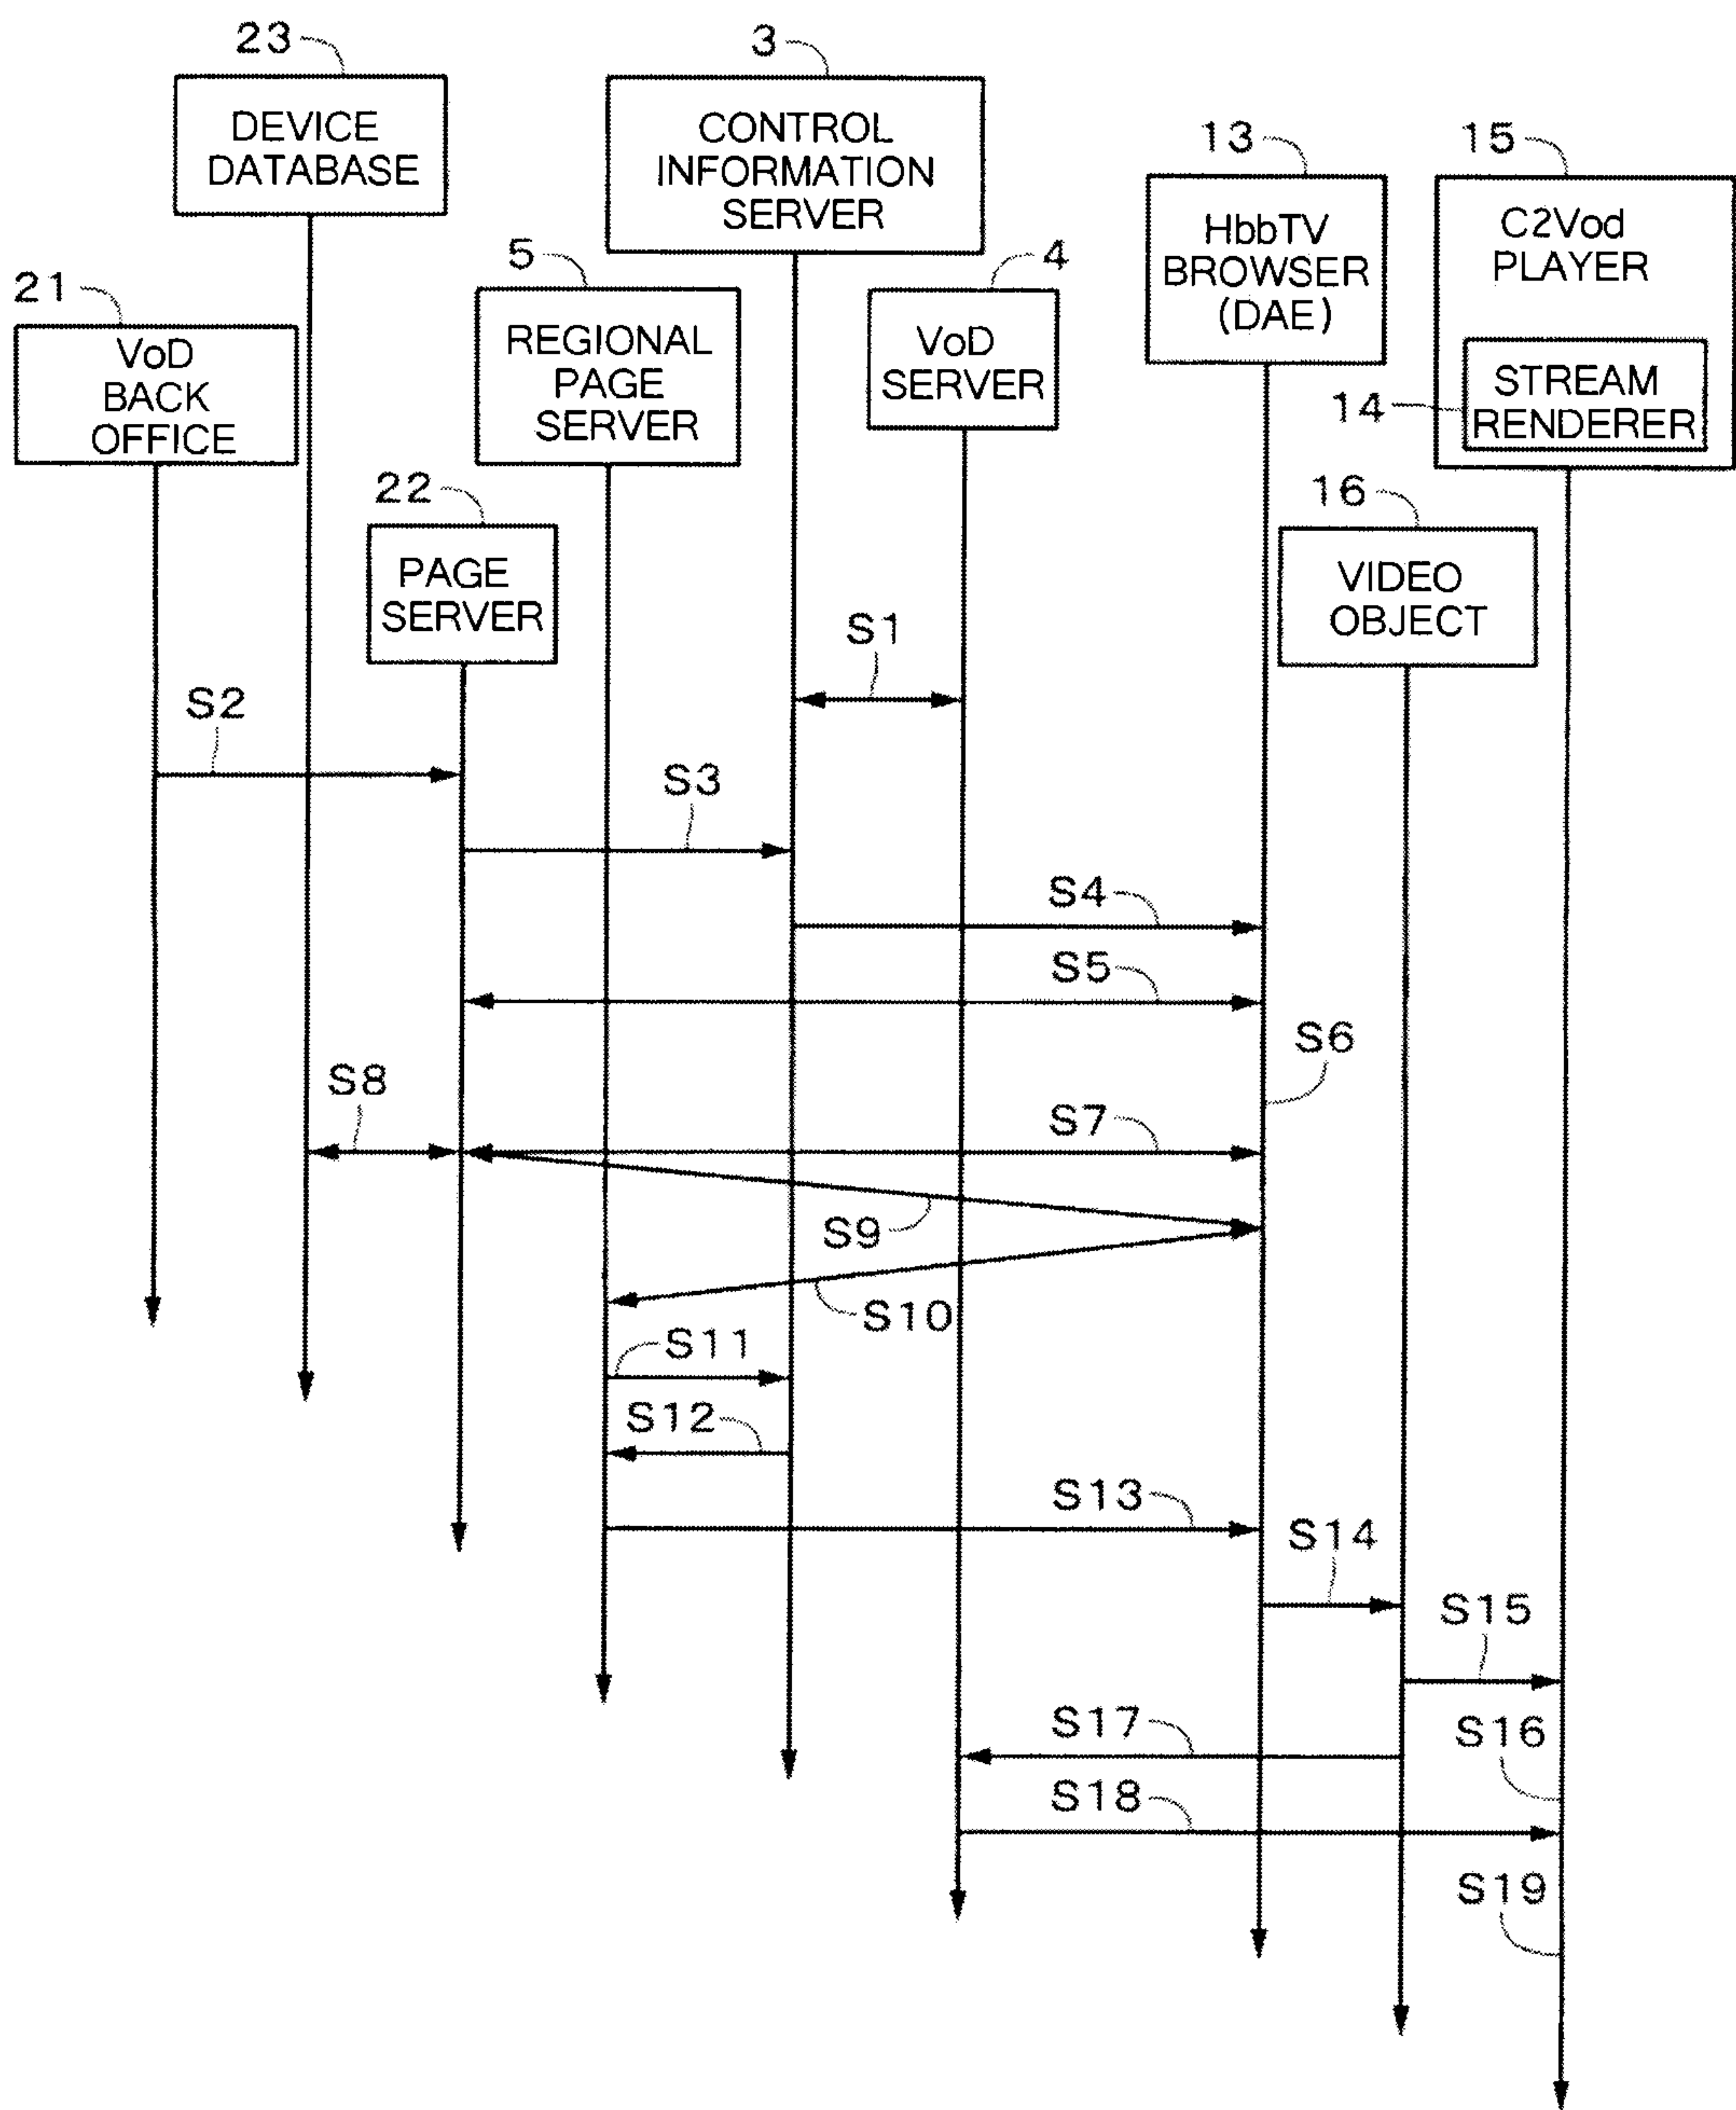 23
DEVICE
DATABASE
3
CONTROL
INFORMATION
SERVER
13
HbbTV
BROWSER
(DAE)
15
C2Vod
PLAYER
14
STREAM
RENDERER
21
VoD
BACK
OFFICE
5
REGIONAL
PAGE
SERVER
4
VoD
SERVER
22
PAGE
SERVER
16
VIDEO
OBJECT
S1
S2
S3
S4
S5
S6
S8
S7
S9
S10
S11
S12
S13
S14
S15
S17
S16
S18
S19